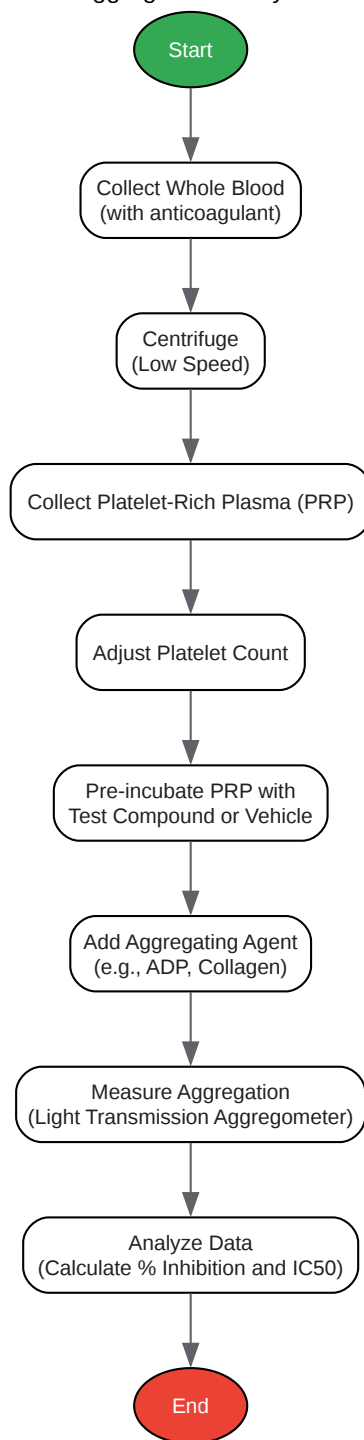 Start
Collect Whole Blood
(with anticoagulant)
Centrifuge
(Low Speed)
Collect Platelet-Rich Plasma (PRP)
Adjust Platelet Count
Pre-incubate PRP with
Test Compound or Vehicle
Add Aggregating Agent
(e.g., ADP, Collagen)
Measure Aggregation
(Light Transmission Aggregometer)
Analyze Data
(Calculate % Inhibition and IC50)
End